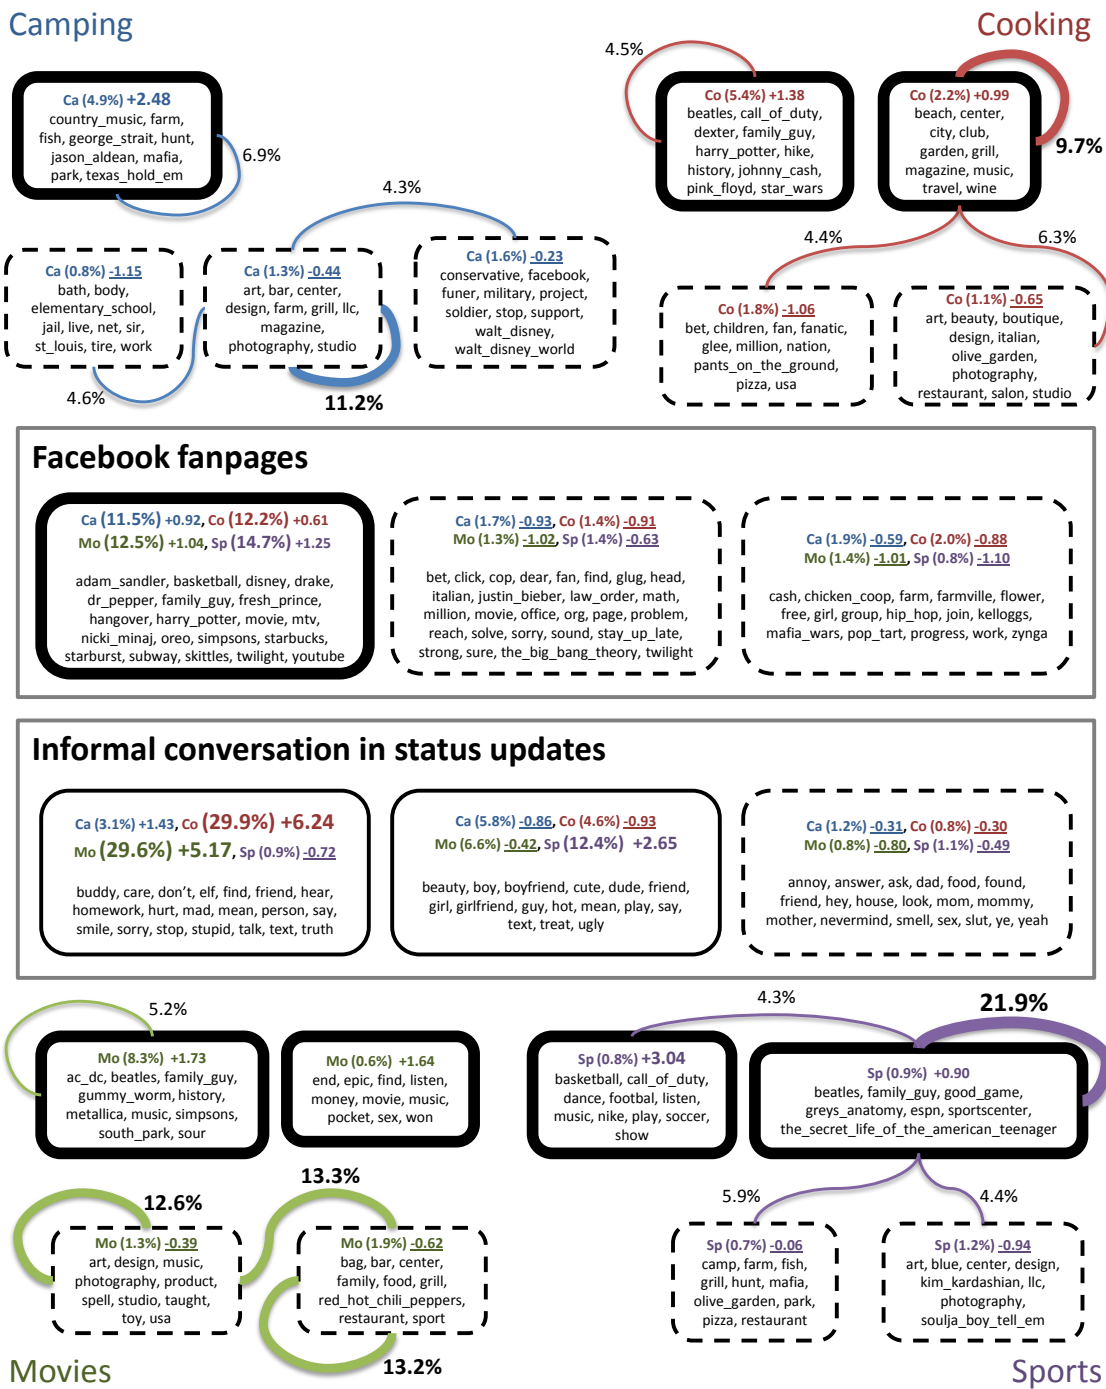 Camping
Cooking
Ca (4.9%) +2.48
country_music, farm,
fish, george_strait, hunt,
jason_aldean, mafia,
park, texas_hold_em
6.9%
4.5%
Co (5.4%) +1.38
beatles, call_of_duty,
dexter, family_guy,
harry_potter, hike,
history, johnny_cash,
pink_floyd, star_wars
Co (2.2%) +0.99
beach, center,
city, club,
garden, grill,
magazine, music,
travel, wine
9.7%
4.3%
4.4%
6.3%
Ca (0.8%) -1.15
bath, body,
elementary_school,
jail, live, net, sir,
st_louis, tire, work
Ca (1.3%) -0.44
art, bar, center,
design, farm, grill, llc,
magazine,
photography, studio
Ca (1.6%) -0.23
conservative, facebook,
funer, military, project,
soldier, stop, support,
walt_disney,
walt_disney_world
4.6%
11.2%
Co (1.8%) -1.06
bet, children, fan, fanatic,
glee, million, nation,
pants_on_the_ground,
pizza, usa
Co (1.1%) -0.65
art, beauty, boutique,
design, italian,
olive_garden,
photography,
restaurant, salon, studio
Facebook fanpages
Ca (11.5%) +0.92, Co (12.2%) +0.61
Mo (12.5%) +1.04, Sp (14.7%) +1.25
adam_sandler, basketball, disney, drake,
dr_pepper, family_guy, fresh_prince,
hangover, harry_potter, movie, mtv,
nicki_minaj, oreo, simpsons, starbucks,
starburst, subway, skittles, twilight, youtube
Ca (1.7%) -0.93, Co (1.4%) -0.91
Mo (1.3%) -1.02, Sp (1.4%) -0.63
bet, click, cop, dear, fan, find, glug, head,
italian, justin_bieber, law_order, math,
million, movie, office, org, page, problem,
reach, solve, sorry, sound, stay_up_late,
strong, sure, the_big_bang_theory, twilight
Ca (1.9%) -0.59, Co (2.0%) -0.88
Mo (1.4%) -1.01, Sp (0.8%) -1.10
cash, chicken_coop, farm, farmville, flower,
free, girl, group, hip_hop, join, kelloggs,
mafia_wars, pop_tart, progress, work, zynga
Informal conversation in status updates
Ca (3.1%) +1.43, Co (29.9%) +6.24
Mo (29.6%) +5.17, Sp (0.9%) -0.72
buddy, care, don't, elf, find, friend, hear,
homework, hurt, mad, mean, person, say,
smile, sorry, stop, stupid, talk, text, truth
Ca (5.8%) -0.86, Co (4.6%) -0.93
Mo (6.6%) -0.42, Sp (12.4%) +2.65
beauty, boy, boyfriend, cute, dude, friend,
girl, girlfriend, guy, hot, mean, play, say,
text, treat, ugly
Ca (1.2%) -0.31, Co (0.8%) -0.30
Mo (0.8%) -0.80, Sp (1.1%) -0.49
annoy, answer, ask, dad, food, found,
friend, hey, house, look, mom, mommy,
mother, nevermind, smell, sex, slut, ye, yeah
5.2%
4.3%
21.9%
Mo (8.3%) +1.73
ac_dc, beatles, family_guy,
gummy_worm, history,
metallica, music, simpsons,
south_park, sour
Mo (0.6%) +1.64
end, epic, find, listen,
money, movie, music,
pocket, sex, won
Sp (0.8%) +3.04
basketball, call_of_duty,
dance, footbal, listen,
music, nike, play, soccer,
show
Sp (0.9%) +0.90
beatles, family_guy, good_game,
greys_anatomy, espn, sportscenter,
the_secret_life_of_the_american_teenager
12.6%
13.3%
5.9%
4.4%
Mo (1.3%) -0.39
art, design, music,
photography, product,
spell, studio, taught,
toy, usa
Mo (1.9%) -0.62
bag, bar, center,
family, food, grill,
red_hot_chili_peppers,
restaurant, sport
Sp (0.7%) -0.06
camp, farm, fish,
grill, hunt, mafia,
olive_garden, park,
pizza, restaurant
Sp (1.2%) -0.94
art, blue, center, design,
kim_kardashian, llc,
photography,
soulja_boy_tell_em
13.2%
Movies
Sports